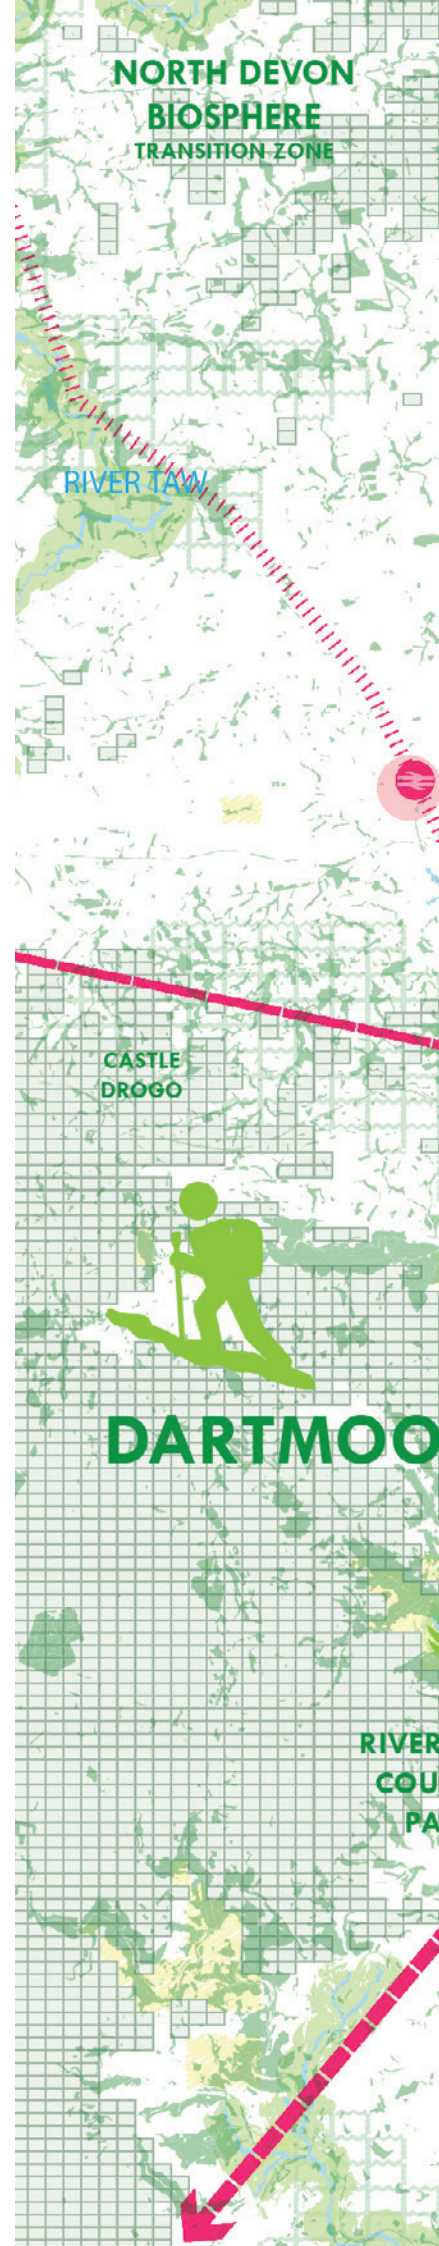 NORTH DEVON
BIOSPHERE
TRANSITION ZONE
RIVER TAW
CASTLE
DROGO
DARTMOO
RIVER
COU
PA